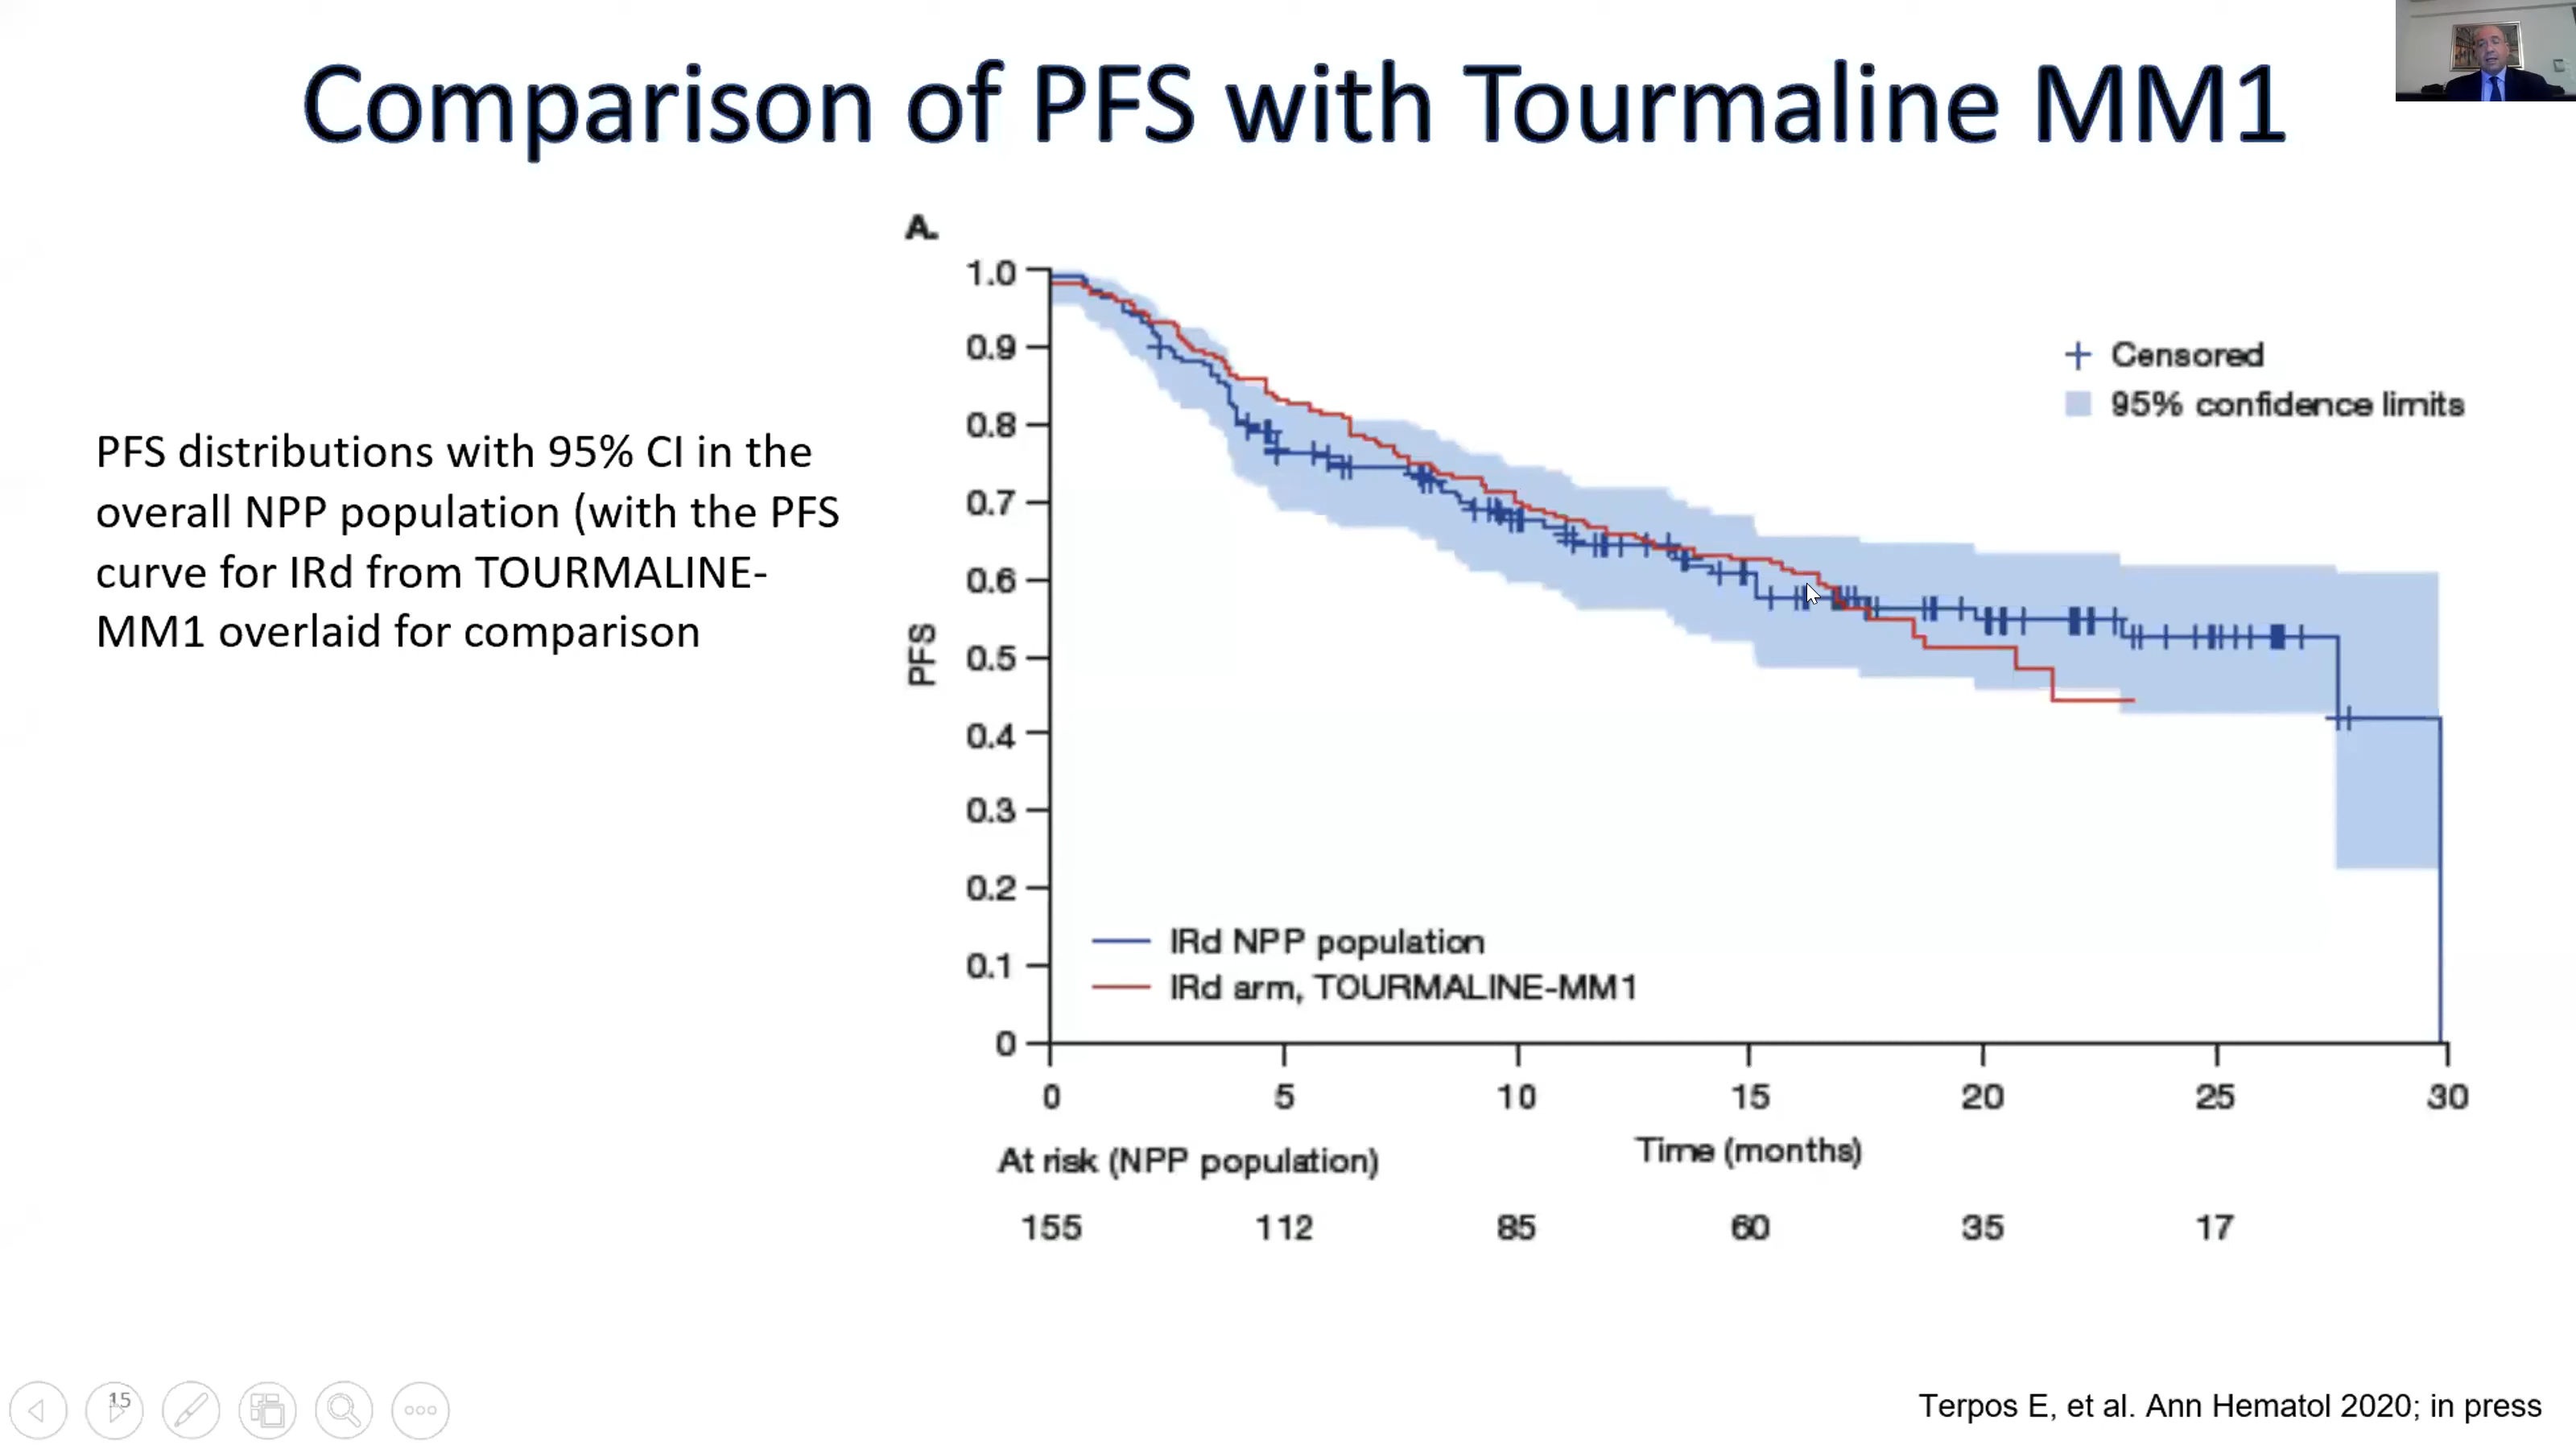 Comparison of PFS with Tourmaline MM1
PFS distributions with 95% CI in the
overall NPP population (with the PFS
curve for IRd from TOURMALINE-
MM1 overlaid for comparison
A.
1.0
0.9
0.8
0.7
0.6
0.5
0.4
0.3
0.2
0.1
0
PFS
Censored
95% confidence limits
IRd NPP population
IRd arm, TOURMALINE-MM1
0 5 10 15 20 25 30
Time (months)
At risk (NPP population)
155 112 85 60 35 17
15
Terpos E, et al. Ann Hematol 2020; in press